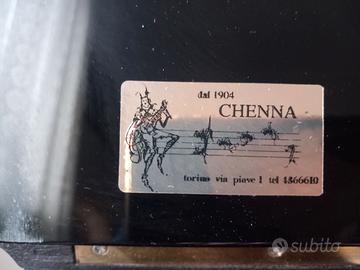 dal 1904
CHENNA
torino via piave 1 tel 4366610
subito